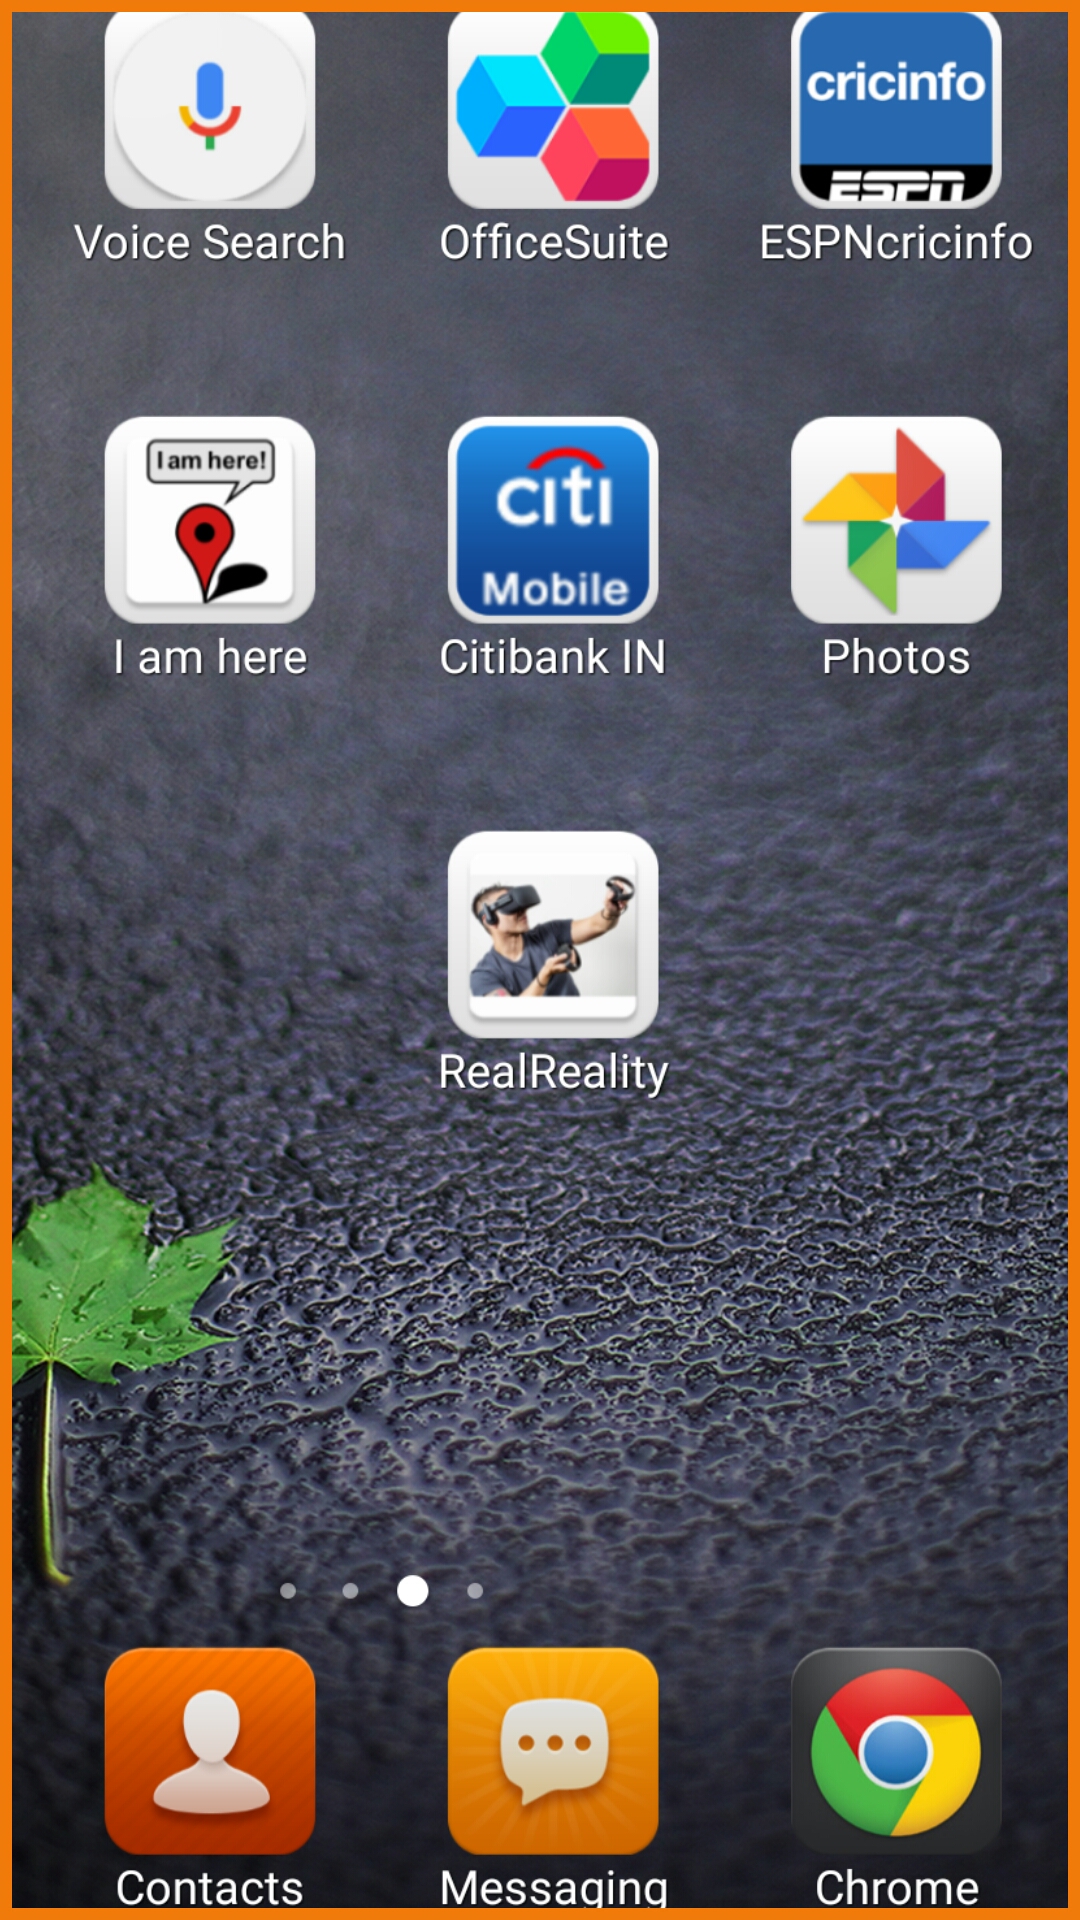 cricinfo
ESPN
Voice Search
OfficeSuite
ESPNcricinfo
I am here!
citi
Mobile
I am here
Citibank IN
Photos
RealReality
Contacts
Messaging
Chrome